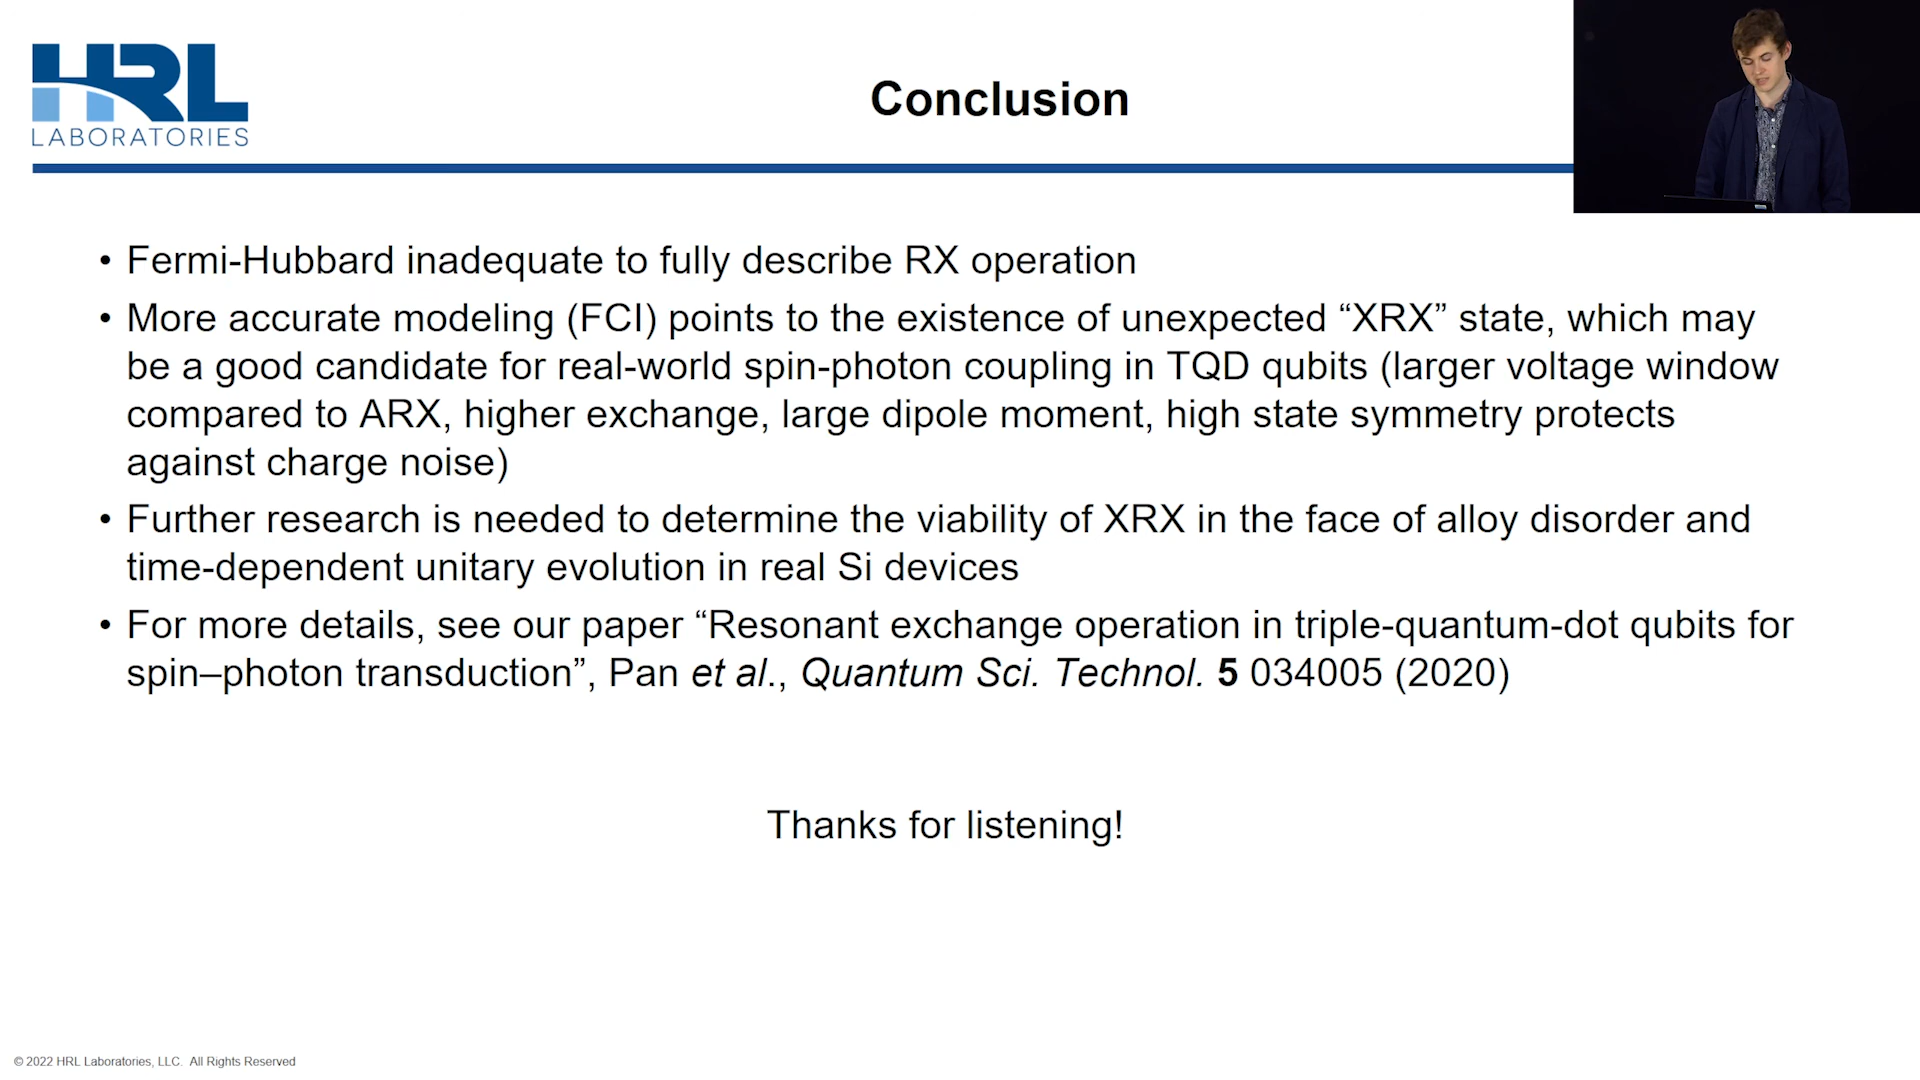 HRL
LABORATORIES
Conclusion
• Fermi-Hubbard inadequate to fully describe RX operation
• More accurate modeling (FCI) points to the existence of unexpected “XRX” state, which may
be a good candidate for real-world spin-photon coupling in TQD qubits (larger voltage window
compared to ARX, higher exchange, large dipole moment, high state symmetry protects
against charge noise)
• Further research is needed to determine the viability of XRX in the face of alloy disorder and
time-dependent unitary evolution in real Si devices
• For more details, see our paper “Resonant exchange operation in triple-quantum-dot qubits for
spin–photon transduction”, Pan et al., Quantum Sci. Technol. 5 034005 (2020)
Thanks for listening!
© 2022 HRL Laboratories, LLC. All Rights Reserved